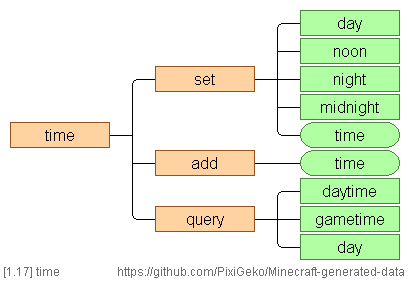 time
set
day
noon
night
midnight
time
add
time
query
daytime
gametime
day
[1.17] time
https://github.com/PixiGeko/Minecraft-generated-data